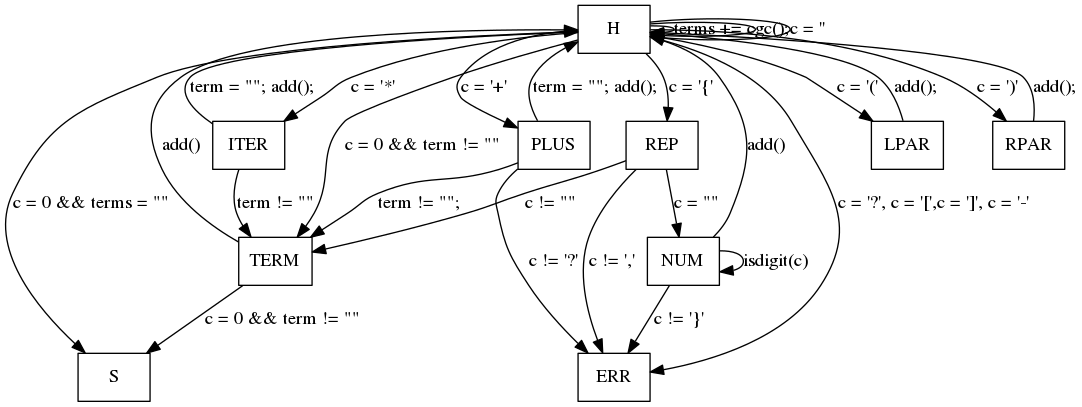 H
terms += cgc();
c = "
term = ""; add();
c = '*'
c = '+'
term = ""; add();
c = '{'
c = '('
add();
c = ')'
add();
add()
ITER
c = 0 && term != ""
PLUS
REP
add()
LPAR
RPAR
c = 0 && terms = ""
term != ""
term != "";
c != ""
c = ""
c = '?', c = '[',c = ']', c = '-'
TERM
c != '?'
c != ','
NUM
isdigit(c)
c = 0 && term != ""
c != '}'
S
ERR